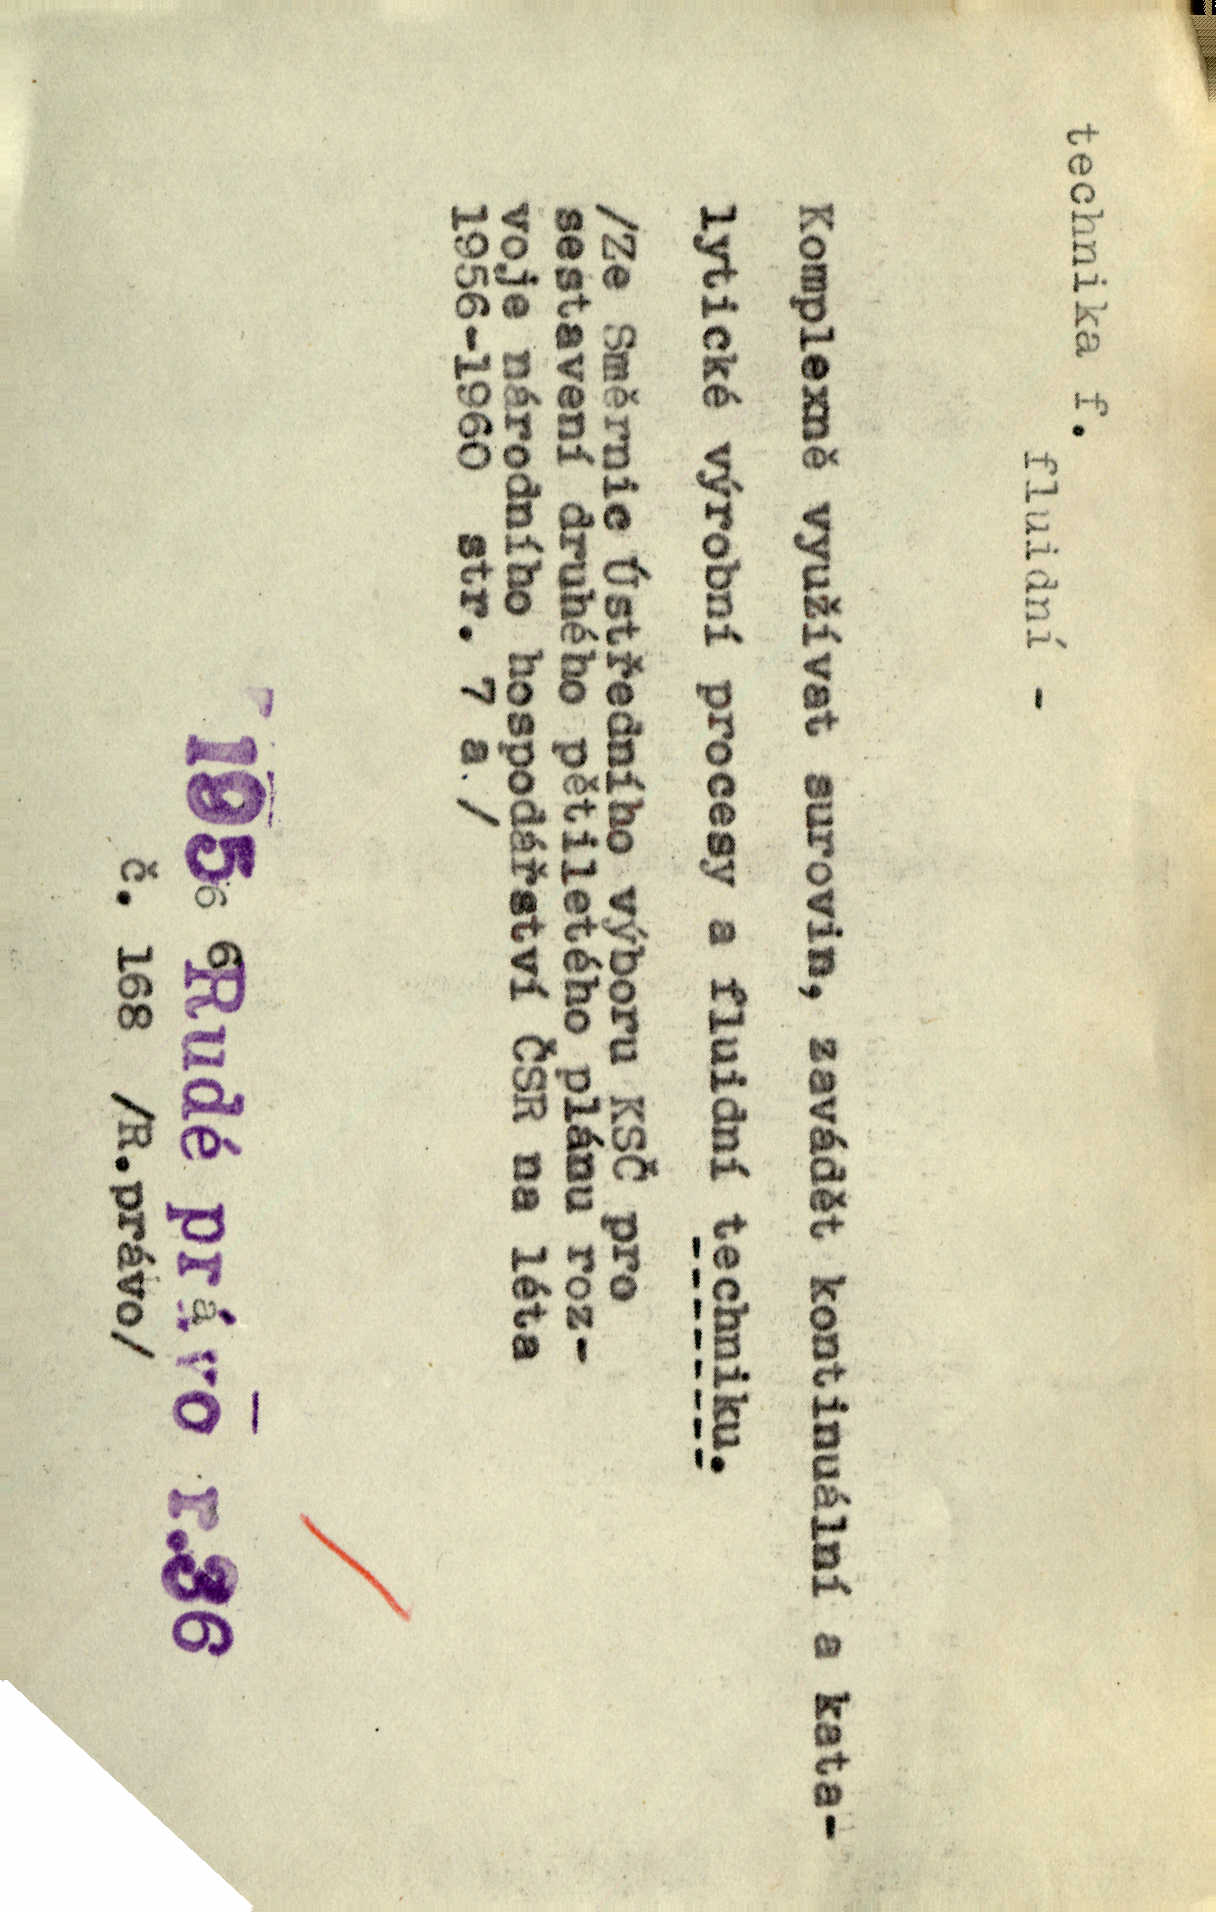 technika f.
fluidní -
Komplexně využívat surovin, zavádět kontinuální a kata-
lytické výrobní procesy a fluidní techniku.
/Ze Směrnic Ústředního výboru KSČ pro
sestavení druhého pětiletého plánu roz-
voje národního hospodářství ČSR na léta
1956-1960 str. 7 a /
1956 6 Rudé právo r.36
č. 168 /R.právo/